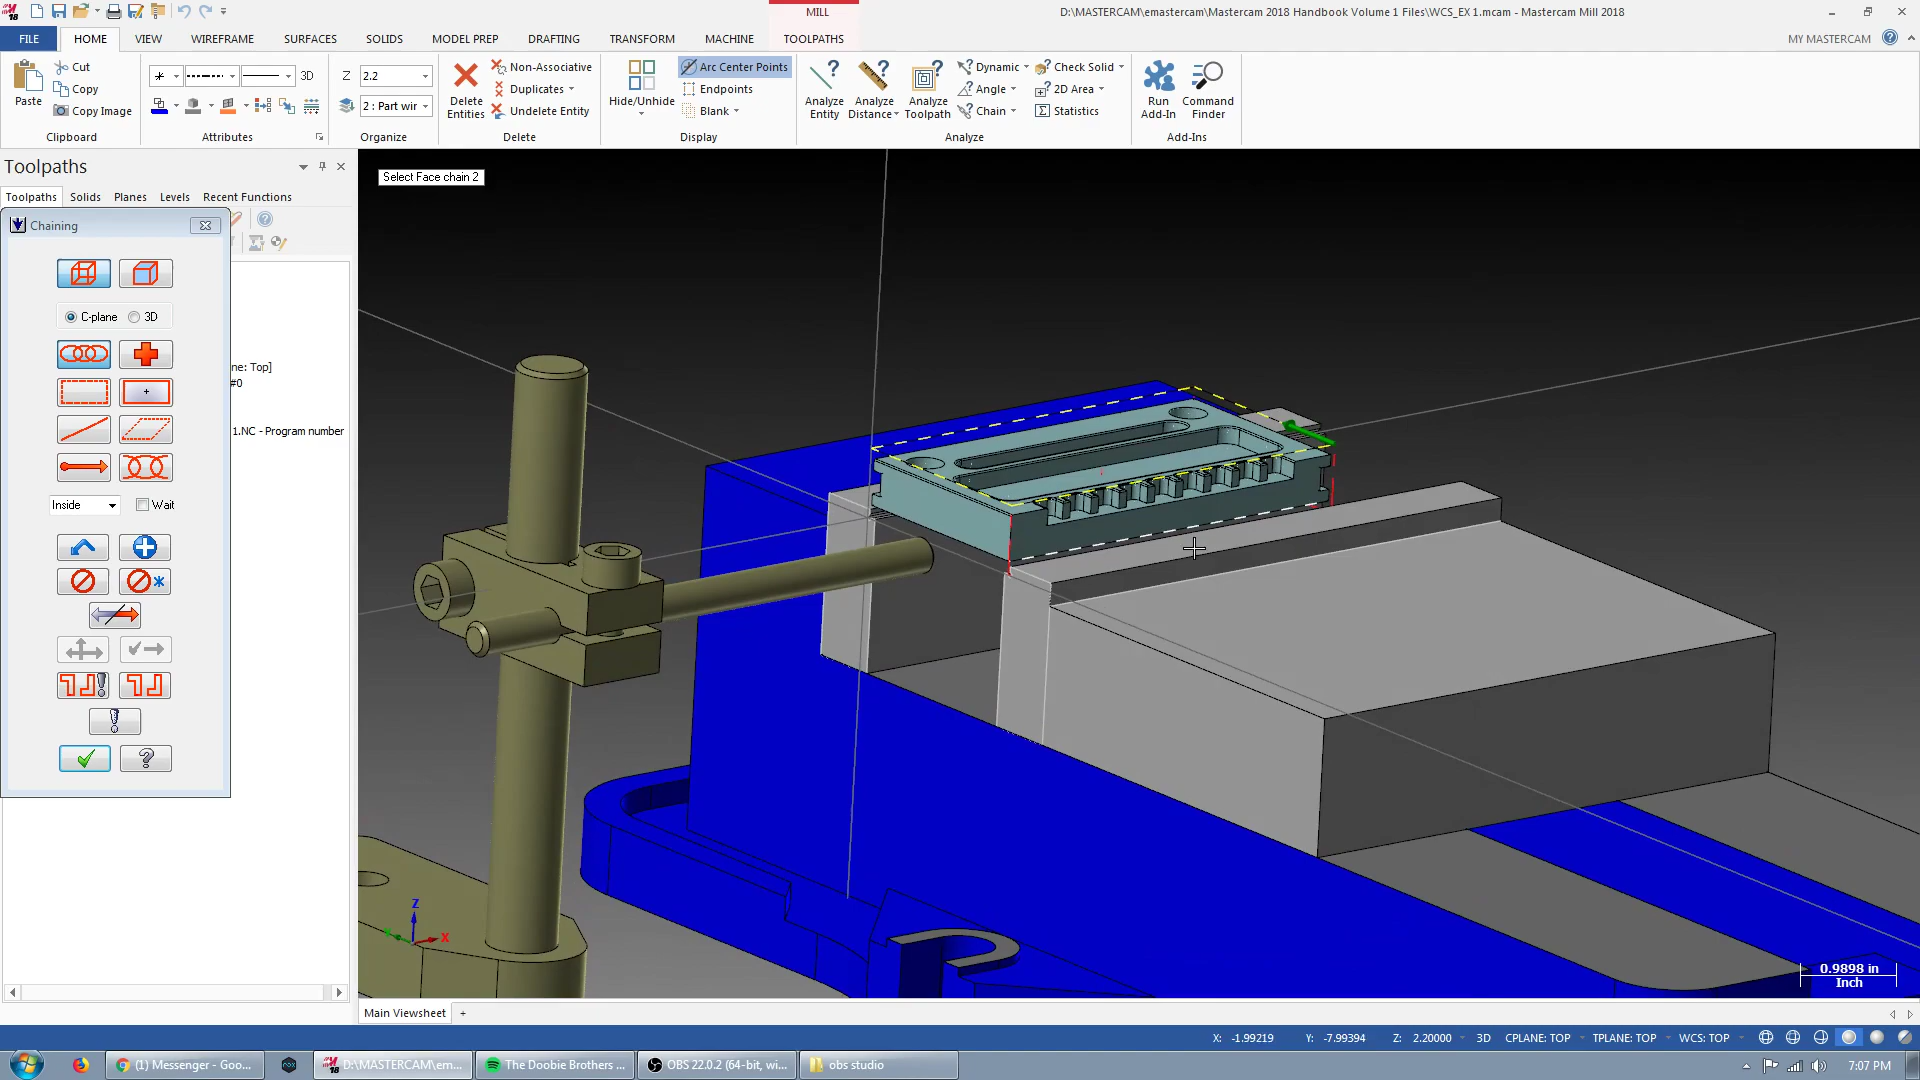 MILL
D:\MASTERCAM\emastercam\Mastercam 2018 Handbook Volume 1 Files\WCS_EX 1.mcam - Mastercam Mill 2018
FILE HOME VIEW WIREFRAME SURFACES SOLIDS MODEL PREP DRAFTING TRANSFORM MACHINE TOOLPATHS MY MASTERCAM
Paste
Cut
Copy
Copy Image
Clipboard
3D
Attributes
Z 2.2
2 : Part wir
Organize
Delete Entities
Non-Associative
Duplicates
Undelete Entity
Delete
Hide/Unhide
Arc Center Points
Endpoints
Blank
Display
Analyze Entity
Analyze Distance
Analyze Toolpath
Dynamic
Angle
Chain
Check Solid
2D Area
Statistics
Analyze
Run Add-In
Command Finder
Add-Ins
Toolpaths
Toolpaths Solids Planes Levels Recent Functions
Chaining
C-plane 3D
Inside Wait
ne: Top]
#0
1.NC - Program number
Select Face chain 2
Z
X
Y
0.9898 in
Inch
Main Viewsheet +
X: -1.99219 Y: -7.99394 Z: 2.20000 3D CPLANE: TOP TPLANE: TOP WCS: TOP
(1) Messenger - Goo...
D:\MASTERCAM\em...
The Doobie Brothers ...
OBS 22.0.2 (64-bit, wi...
obs studio
7:07 PM